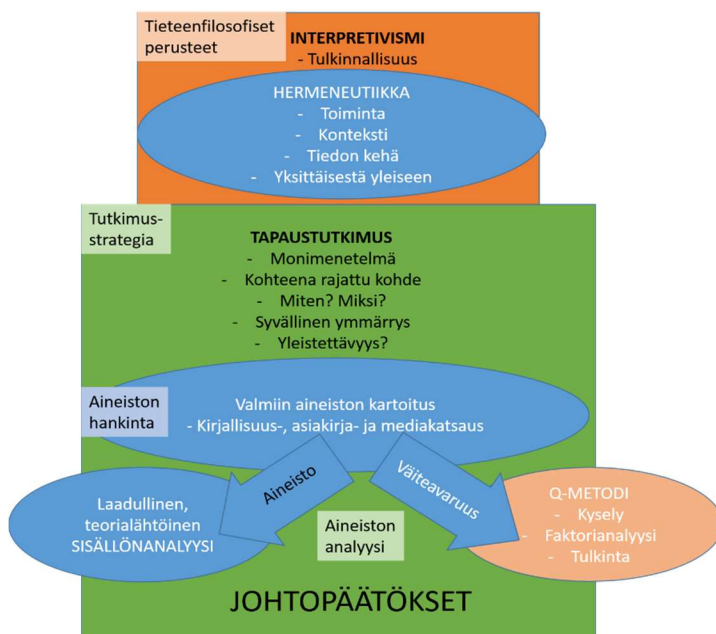 Tieteenfilosofiset
perusteet
INTERPRETIVISMI
- Tulkinnallisuus
HERMENEUTIIKKA
- Toiminta
- Konteksti
- Tiedon kehä
- Yksittäisestä yleiseen
Tutkimus-
strategia
TAPAUSTUTKIMUS
- Monimenetelmä
- Kohteena rajattu kohde
- Miten? Miksi?
- Syvällinen ymmärrys
- Yleistettävyys?
Aineiston
hankinta
Valmiin aineiston kartoitus
- Kirjallisuus-, asiakirja- ja mediakatsaus
Aineisto
Väiteavaruus
Laadullinen,
teorialähtöinen
SISÄLLÖNANALYYSI
Aineiston
analyysi
Q-METODI
- Kysely
- Faktorianalyysi
- Tulkinta
JOHTOPÄÄTÖKSET